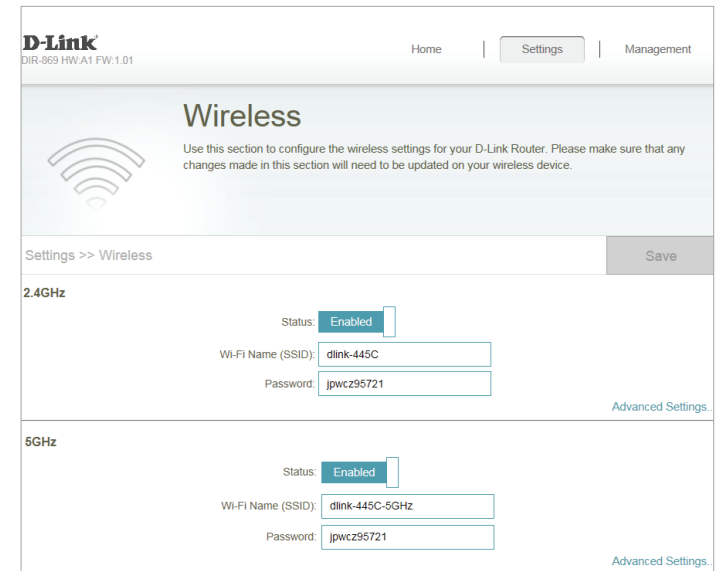 D-Link
DIR-869 HW:A1 FW:1.01
Home | Settings | Management
Wireless
Use this section to configure the wireless settings for your D-Link Router. Please make sure that any
changes made in this section will need to be updated on your wireless device.
Settings >> Wireless
Save
2.4GHz
Status: Enabled
Wi-Fi Name (SSID): dlink-445C
Password: jpwcz95721
Advanced Settings..
5GHz
Status: Enabled
Wi-Fi Name (SSID): dlink-445C-5GHz
Password: jpwcz95721
Advanced Settings..